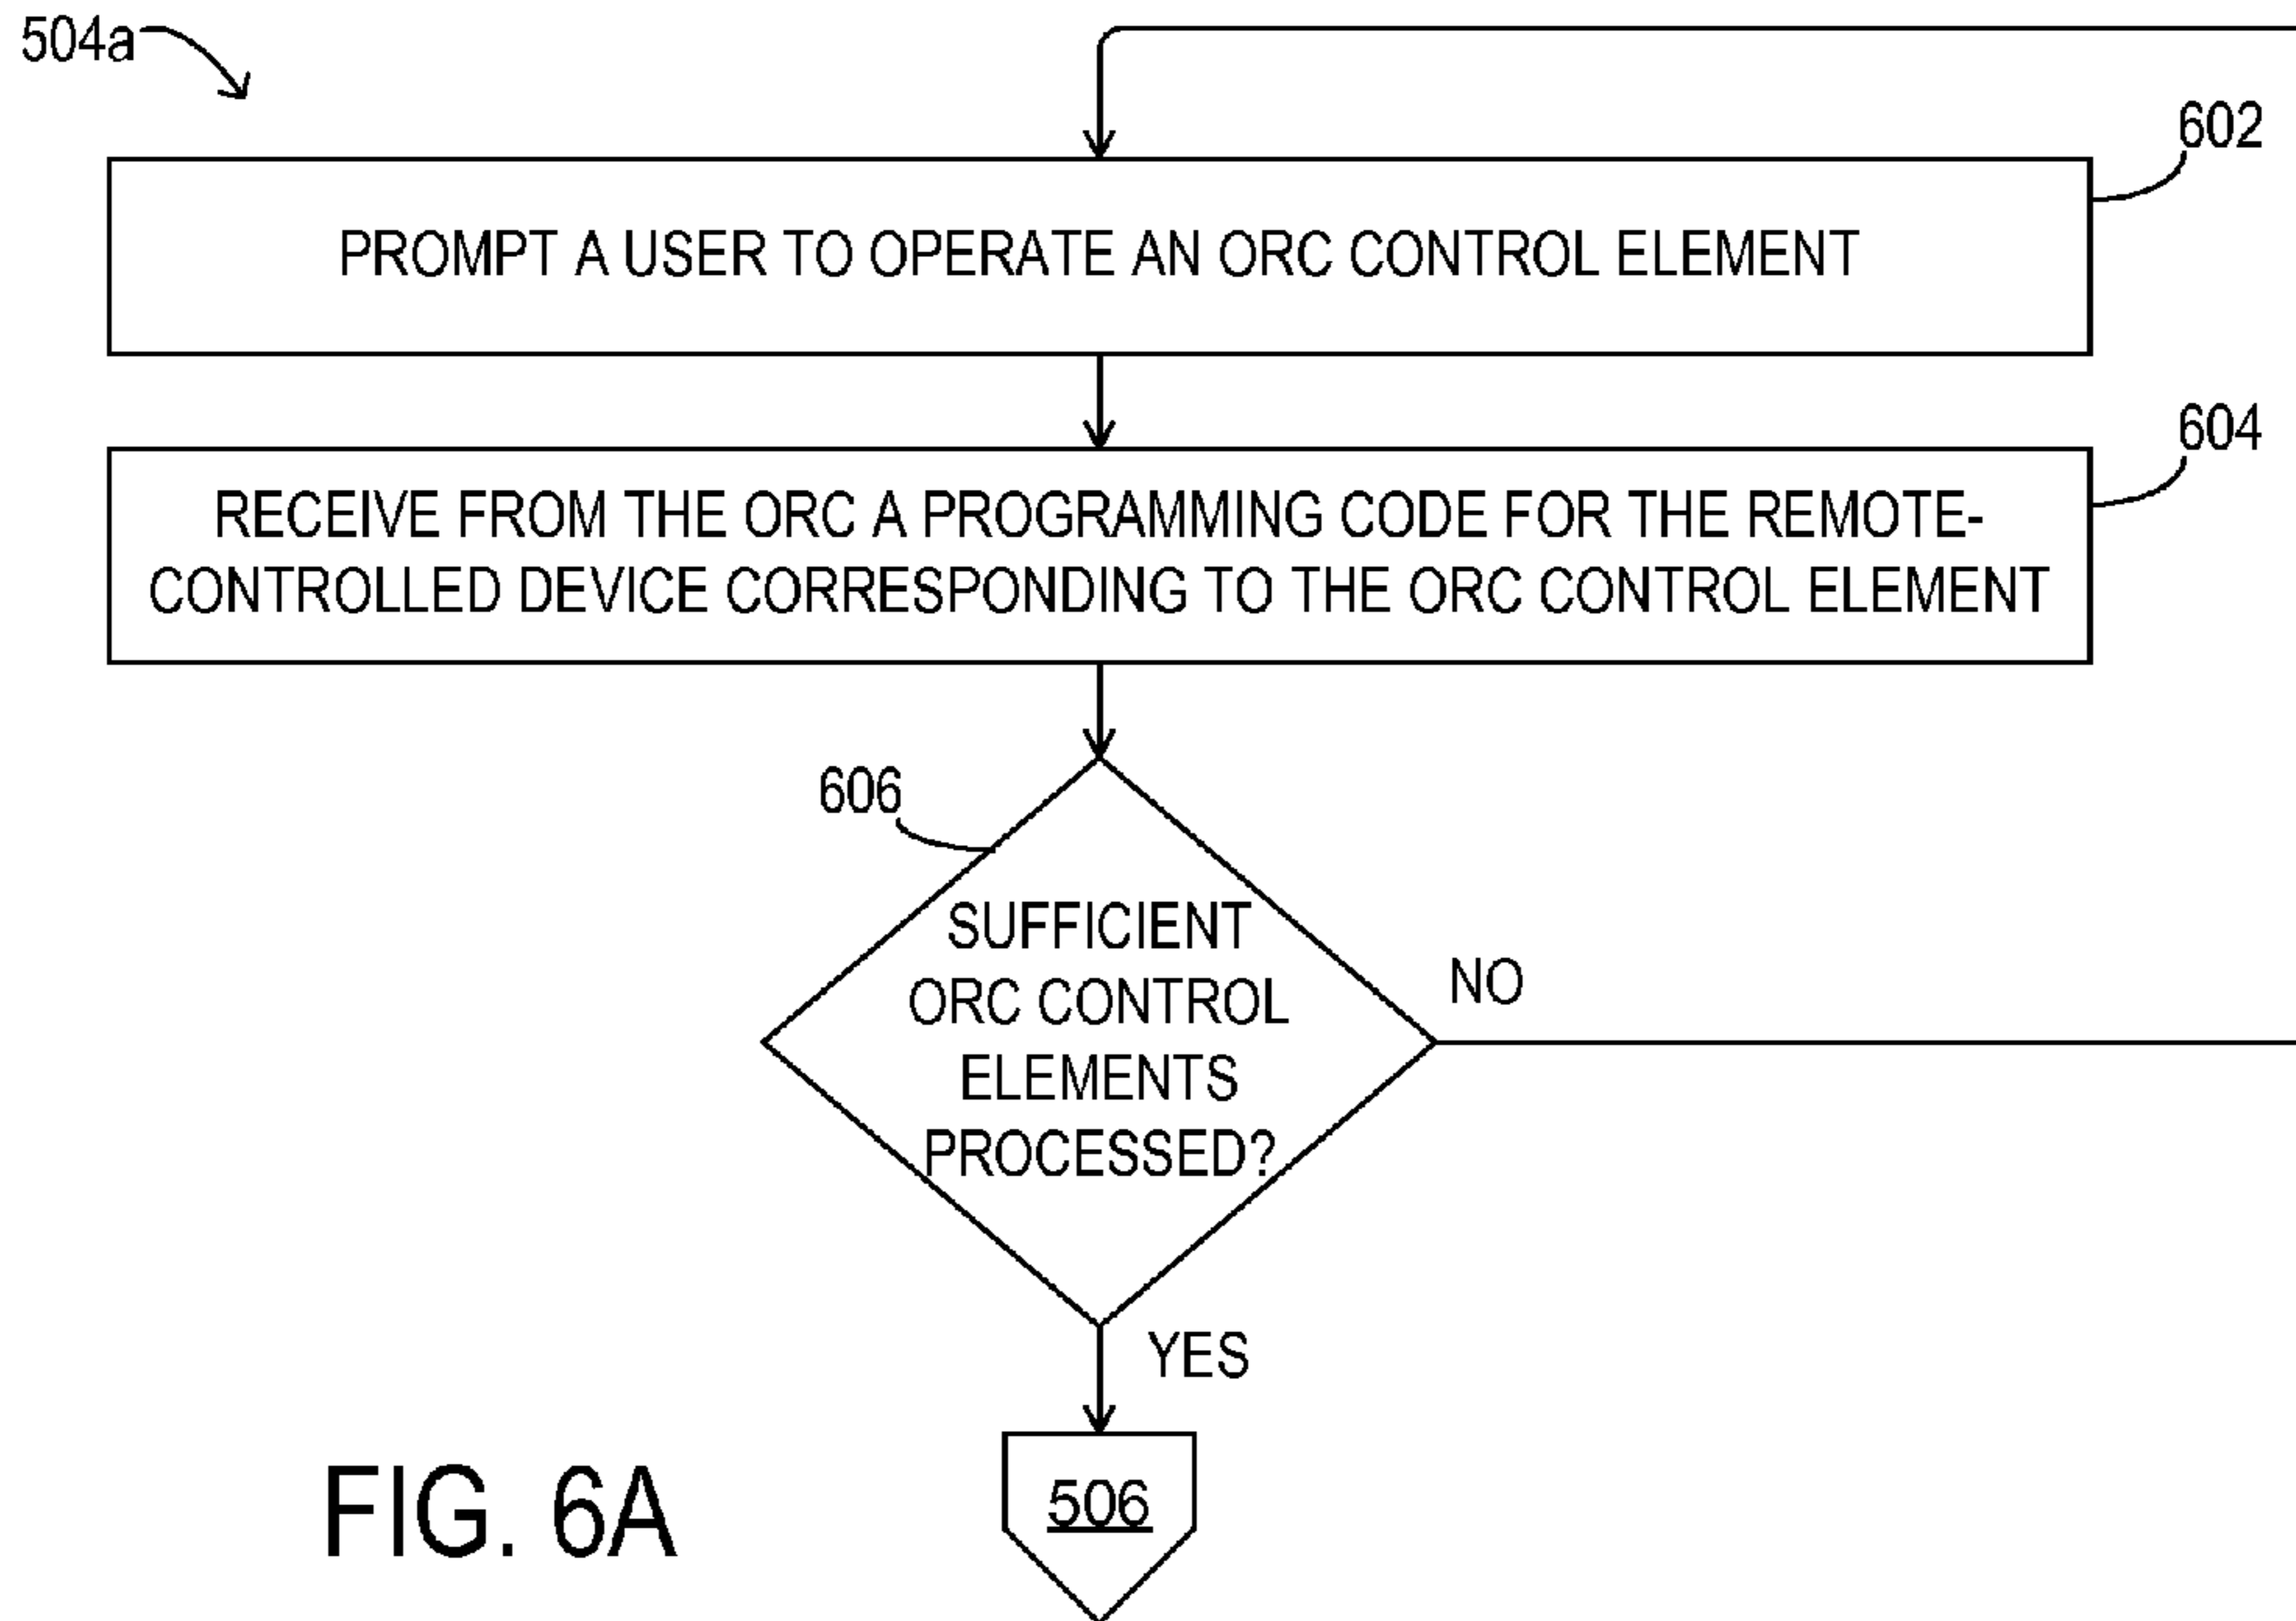 504a
602
PROMPT A USER TO OPERATE AN ORC CONTROL ELEMENT
604
RECEIVE FROM THE ORC A PROGRAMMING CODE FOR THE REMOTE-
CONTROLLED DEVICE CORRESPONDING TO THE ORC CONTROL ELEMENT
606
SUFFICIENT
ORC CONTROL
ELEMENTS
PROCESSED?
NO
YES
506
FIG. 6A